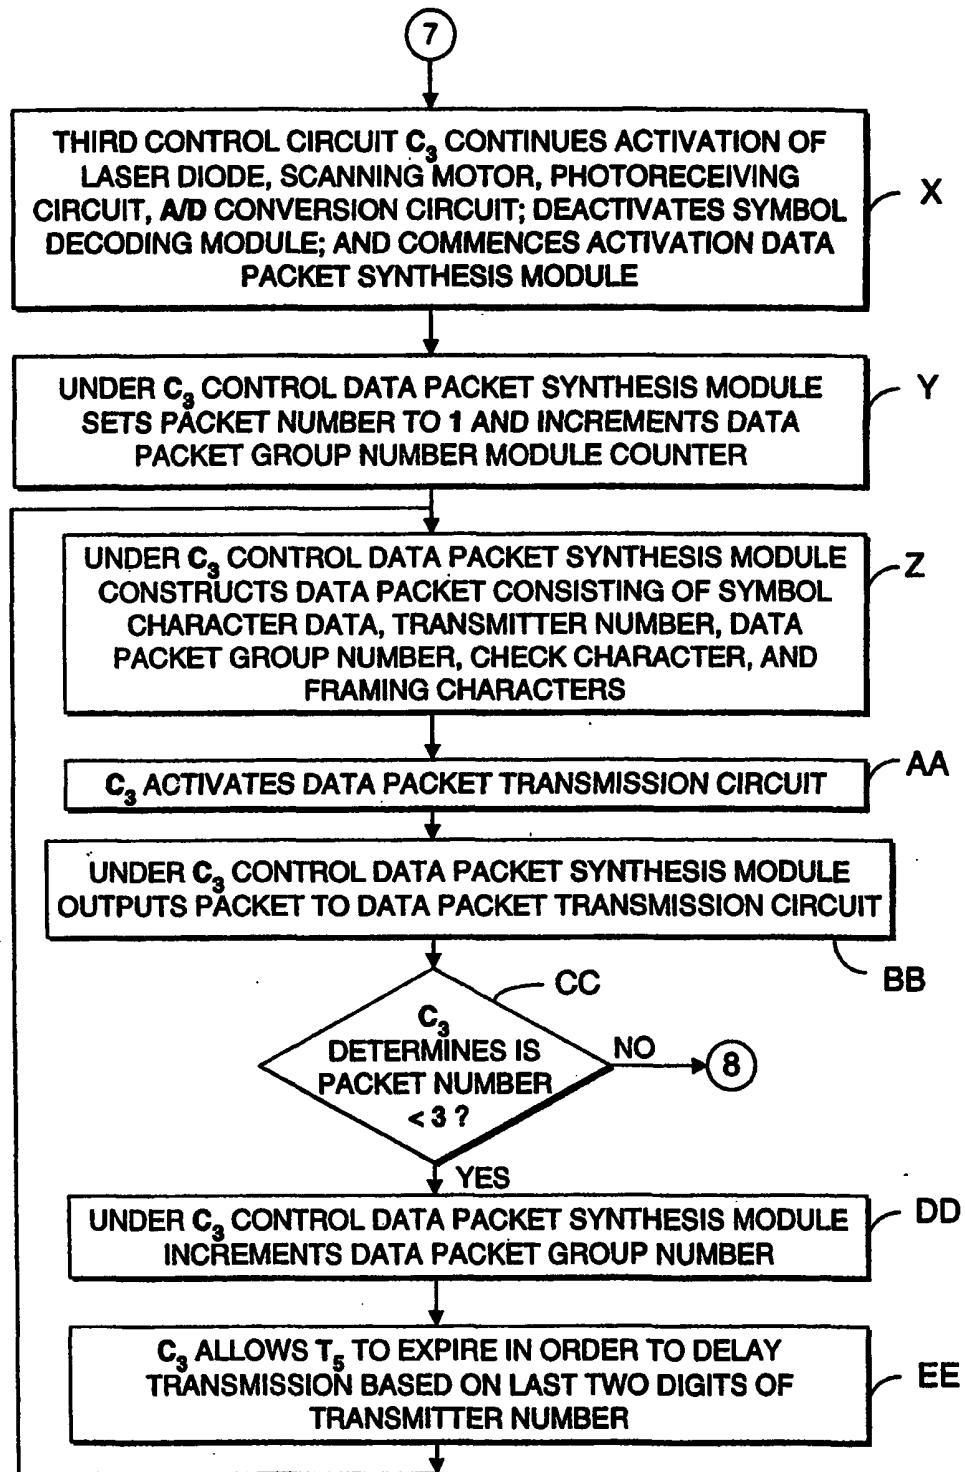 7
THIRD CONTROL CIRCUIT C3 CONTINUES ACTIVATION OF
LASER DIODE, SCANNING MOTOR, PHOTORECEIVING
CIRCUIT, A/D CONVERSION CIRCUIT; DEACTIVATES SYMBOL
DECODING MODULE; AND COMMENCES ACTIVATION DATA
PACKET SYNTHESIS MODULE
X
UNDER C3 CONTROL DATA PACKET SYNTHESIS MODULE
SETS PACKET NUMBER TO 1 AND INCREMENTS DATA
PACKET GROUP NUMBER MODULE COUNTER
Y
UNDER C3 CONTROL DATA PACKET SYNTHESIS MODULE
CONSTRUCTS DATA PACKET CONSISTING OF SYMBOL
CHARACTER DATA, TRANSMITTER NUMBER, DATA
PACKET GROUP NUMBER, CHECK CHARACTER, AND
FRAMING CHARACTERS
Z
C3 ACTIVATES DATA PACKET TRANSMISSION CIRCUIT
AA
UNDER C3 CONTROL DATA PACKET SYNTHESIS MODULE
OUTPUTS PACKET TO DATA PACKET TRANSMISSION CIRCUIT
BB
CC
C3
DETERMINES IS
PACKET NUMBER
< 3 ?
NO
8
YES
UNDER C3 CONTROL DATA PACKET SYNTHESIS MODULE
INCREMENTS DATA PACKET GROUP NUMBER
DD
C3 ALLOWS T5 TO EXPIRE IN ORDER TO DELAY
TRANSMISSION BASED ON LAST TWO DIGITS OF
TRANSMITTER NUMBER
EE